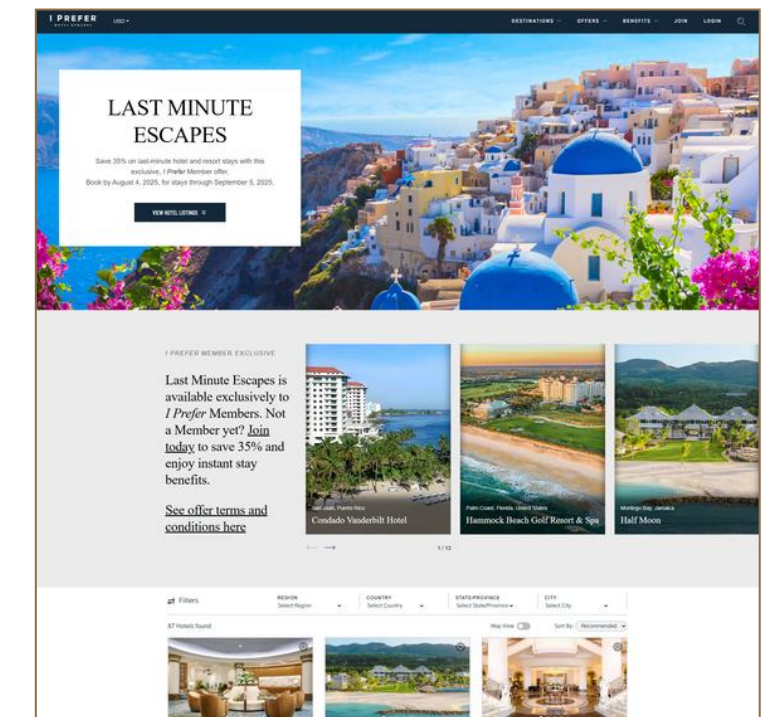 I PREFER
HOTEL REWARDS
USD
DESTINATIONS
OFFERS
BENEFITS
JOIN
LOGIN
LAST MINUTE
ESCAPES
Save 35% on last-minute hotel and resort stays with this
exclusive, I Prefer Member offer.
Book by August 4, 2025, for stays through September 5, 2025.
VIEW HOTEL LISTINGS
I PREFER MEMBER EXCLUSIVE
Last Minute Escapes is
available exclusively to
I Prefer Members. Not
a Member yet? Join
today to save 35% and
enjoy instant stay
benefits.
See offer terms and
conditions here
San Juan, Puerto Rico
Condado Vanderbilt Hotel
Palm Coast, Florida, United States
Hammock Beach Golf Resort & Spa
Montego Bay, Jamaica
Half Moon
1 / 13
Filters
REGION
Select Region
COUNTRY
Select Country
STATE/PROVINCE
Select State/Province
CITY
Select City
87 Hotels found
Map View
Sort By: Recommended